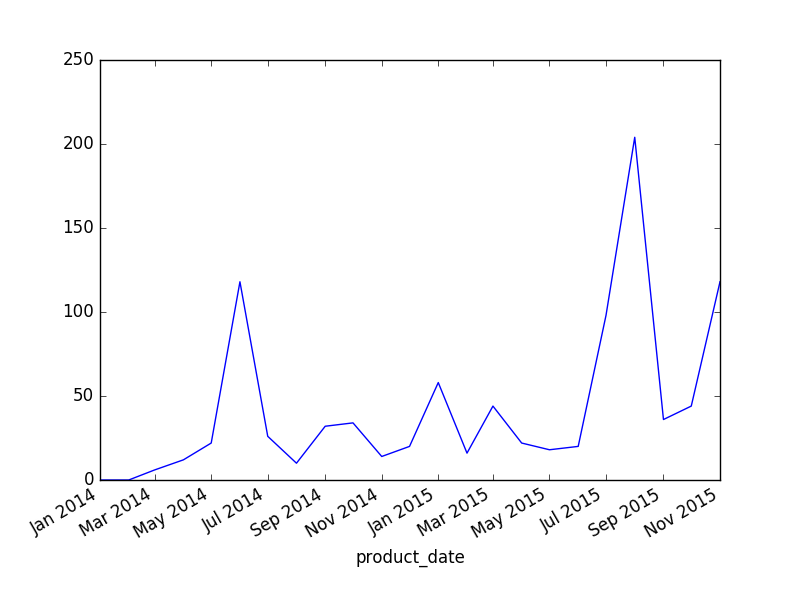 250
200
150
100
50
0
Jan 2014
Mar 2014
May 2014
Jul 2014
Sep 2014
Nov 2014
Jan 2015
Mar 2015
May 2015
Jul 2015
Sep 2015
Nov 2015
product_date